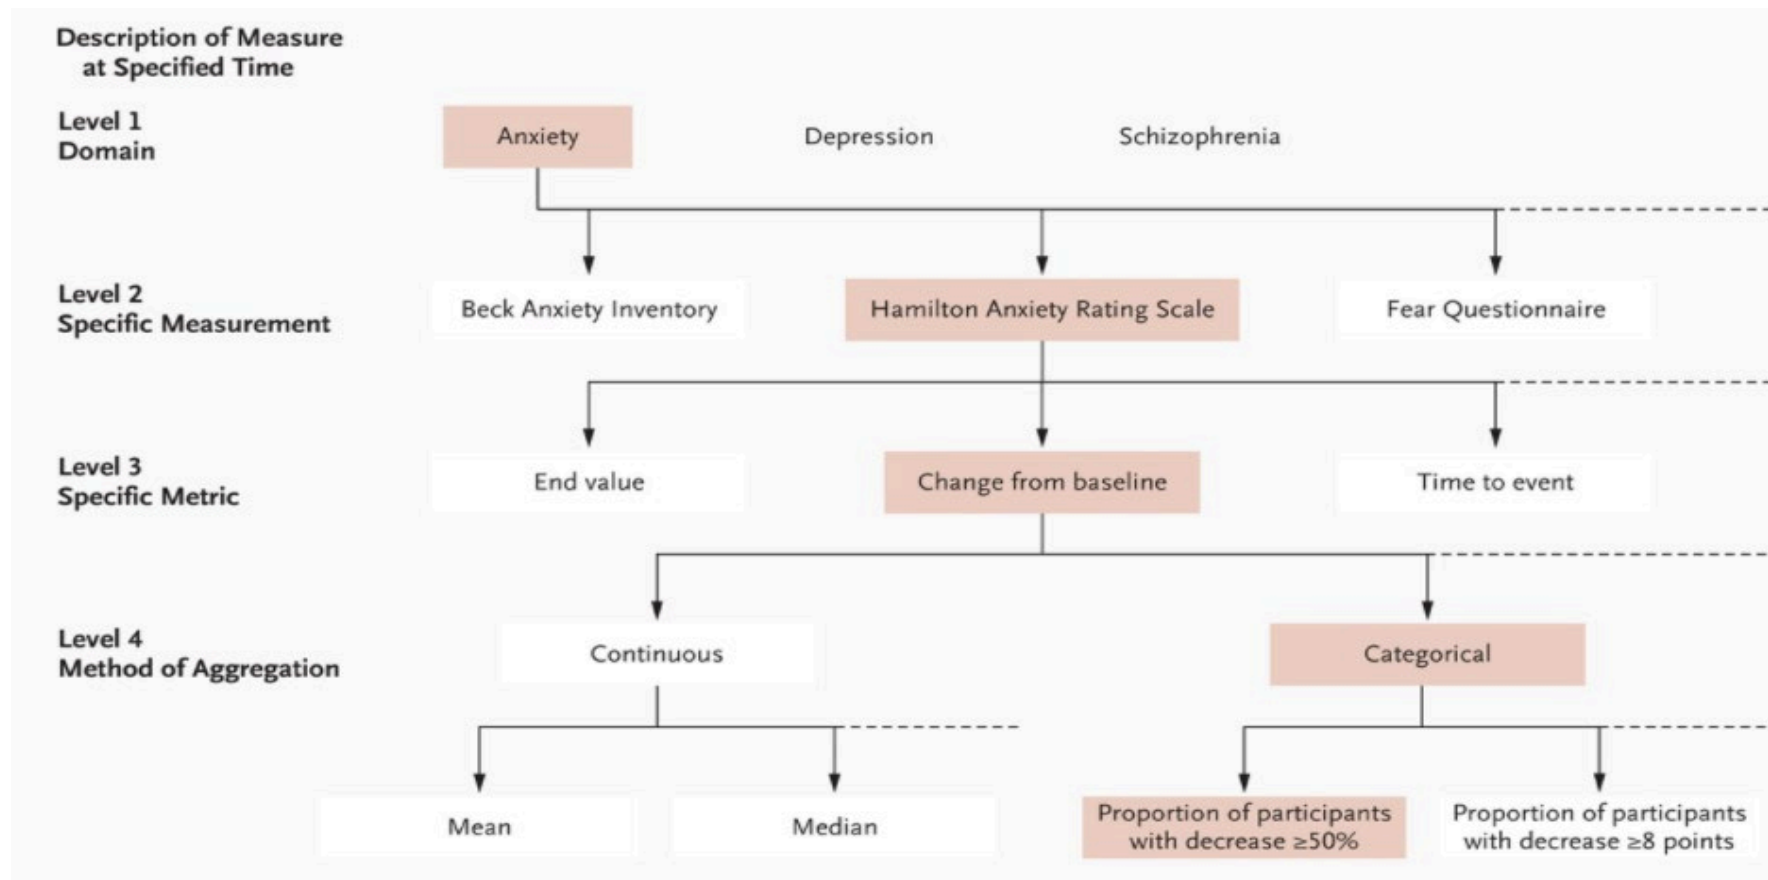 Description of Measure
at Specified Time
Level 1
Domain
Anxiety
Depression
Schizophrenia
Level 2
Specific Measurement
Beck Anxiety Inventory
Hamilton Anxiety Rating Scale
Fear Questionnaire
Level 3
Specific Metric
End value
Change from baseline
Time to event
Level 4
Method of Aggregation
Continuous
Categorical
Mean
Median
Proportion of participants
with decrease ≥50%
Proportion of participants
with decrease ≥8 points